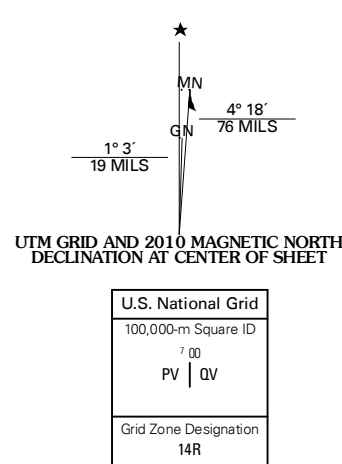 ★
MN
4° 18´
76 MILS
GN
1° 3´
19 MILS
UTM GRID AND 2010 MAGNETIC NORTH
DECLINATION AT CENTER OF SHEET
U.S. National Grid
100,000-m Square ID
7 00
PV | QV
Grid Zone Designation
14R